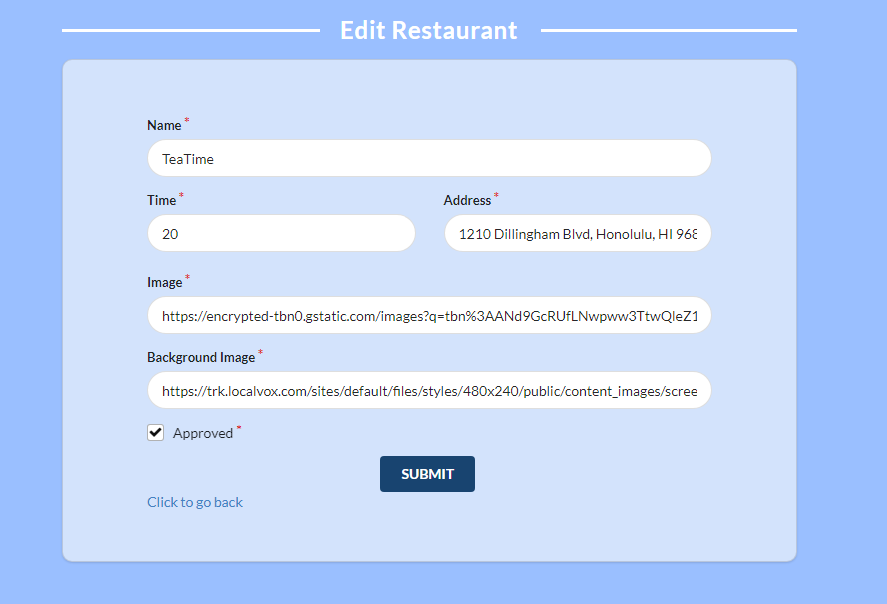 Edit Restaurant
Name *
TeaTime
Time * Address *
20 1210 Dillingham Blvd, Honolulu, HI 968
Image *
https://encrypted-tbn0.gstatic.com/images?q=tbn%3AANd9GcRUfLNwpww3TtwQleZ1
Background Image *
https://trk.localvox.com/sites/default/files/styles/480x240/public/content_images/scree
Approved *
SUBMIT
Click to go back